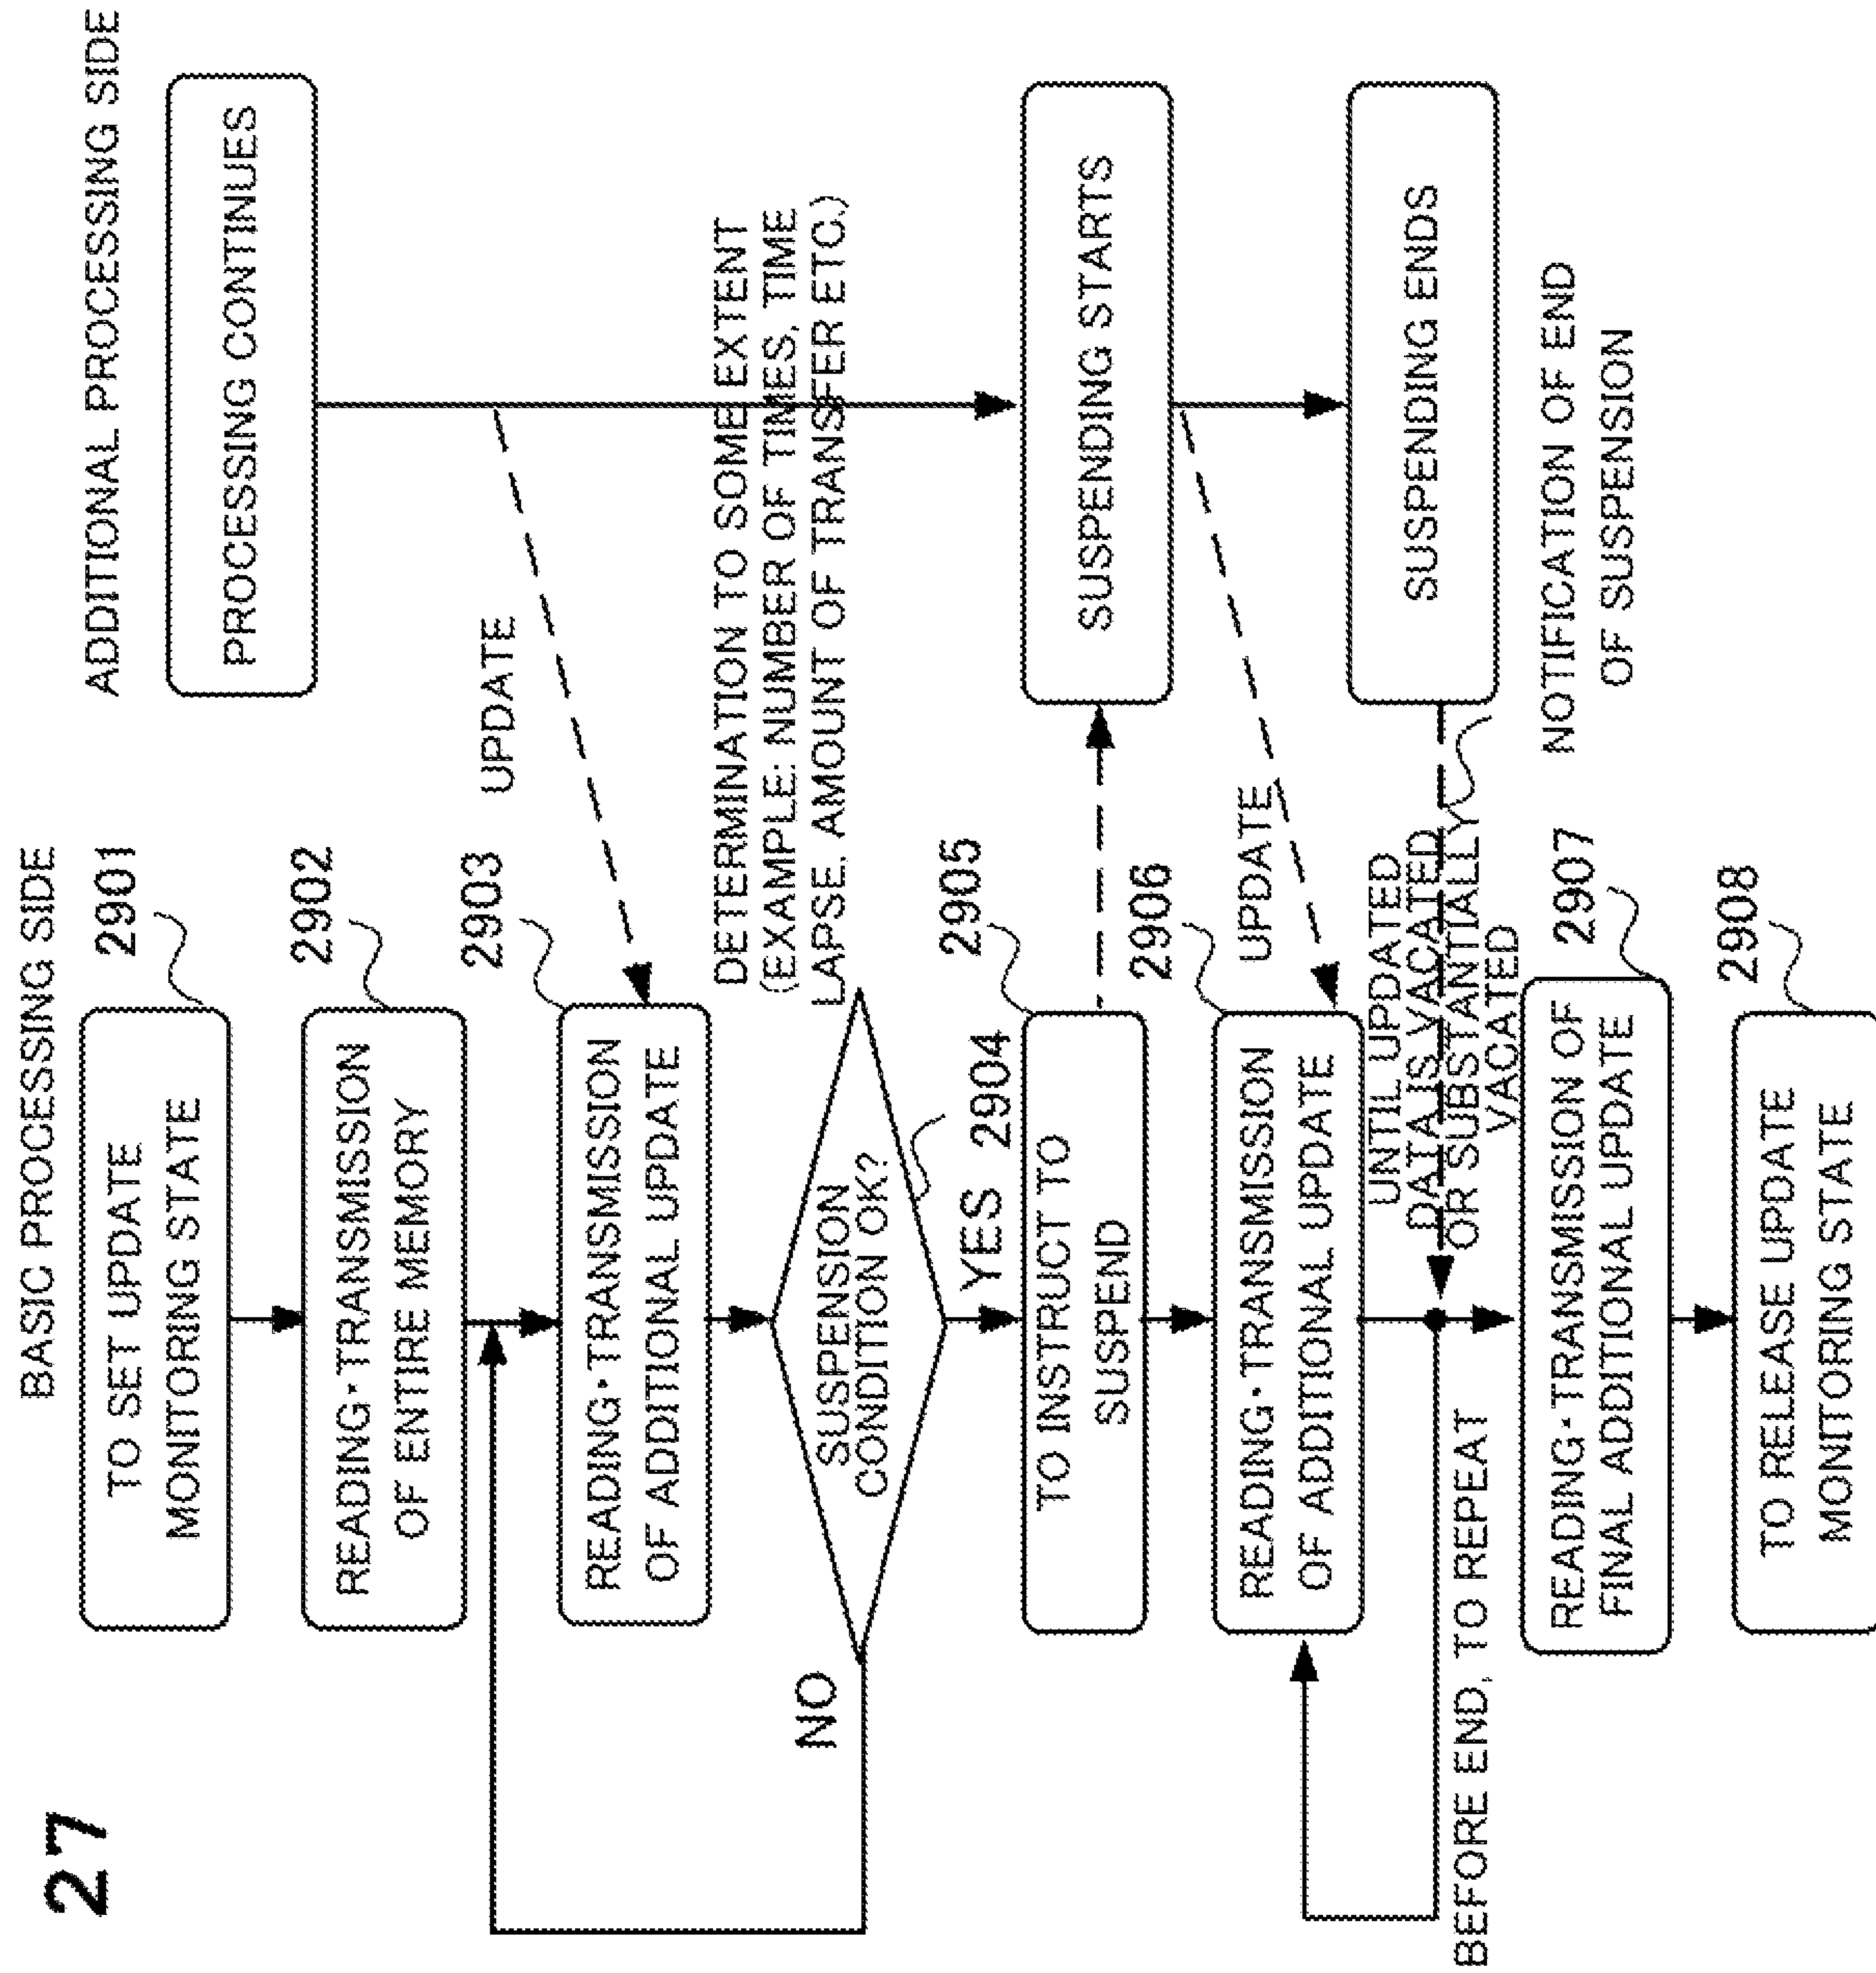 27
BASIC PROCESSING SIDE
ADDITIONAL PROCESSING SIDE
2901
TO SET UPDATE
MONITORING STATE
PROCESSING CONTINUES
2902
READING·TRANSMISSION
OF ENTIRE MEMORY
UPDATE
2903
READING·TRANSMISSION
OF ADDITIONAL UPDATE
DETERMINATION TO SOME EXTENT
(EXAMPLE: NUMBER OF TIMES, TIME
LAPSE, AMOUNT OF TRANSFER ETC.)
SUSPENSION
CONDITION OK?
NO
YES
2904
2905
TO INSTRUCT TO
SUSPEND
SUSPENDING STARTS
2906
READING·TRANSMISSION
OF ADDITIONAL UPDATE
UPDATE
UNTIL UPDATED
DATA IS VACATED
OR SUBSTANTIALLY
VACATED
SUSPENDING ENDS
BEFORE END, TO REPEAT
NOTIFICATION OF END
OF SUSPENSION
2907
READING·TRANSMISSION OF
FINAL ADDITIONAL UPDATE
2908
TO RELEASE UPDATE
MONITORING STATE